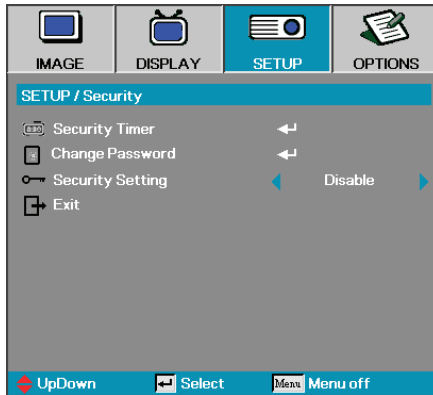 IMAGE DISPLAY SETUP OPTIONS
SETUP / Security
Security Timer
Change Password
Security Setting Disable
Exit
UpDown Select Menu Menu off